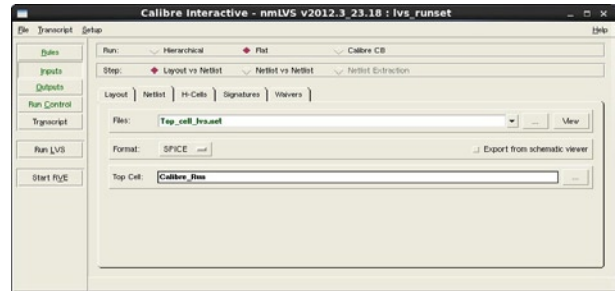 Calibre Interactive - nmLVS v2012.3_23.18 : lvs_runset
File Transcript Setup Help
Rules
Inputs
Outputs
Run Control
Transcript
Run LVS
Start RVE
Run: Hierarchical Flat Calibre CB
Step: Layout vs Netlist Netlist vs Netlist Netlist Extraction
Layout Netlist H-Cells Signatures Waivers
Files: Top_cell_lvs.net ... View
Format: SPICE Export from schematic viewer
Top Cell: Calibre_Run ...